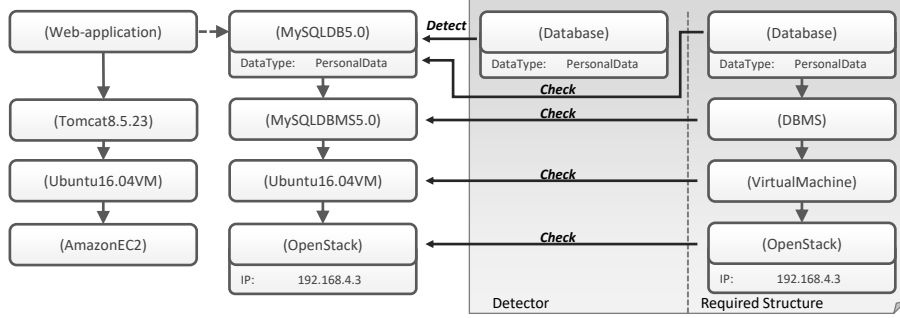 (Web-application)
(MySQLDB5.0)
DataType: PersonalData
Detect
(Database)
DataType: PersonalData
(Database)
DataType: PersonalData
Check
(Tomcat8.5.23)
(MySQLDBMS5.0)
Check
(DBMS)
(Ubuntu16.04VM)
(Ubuntu16.04VM)
Check
(VirtualMachine)
(AmazonEC2)
(OpenStack)
IP: 192.168.4.3
Check
(OpenStack)
IP: 192.168.4.3
Detector
Required Structure